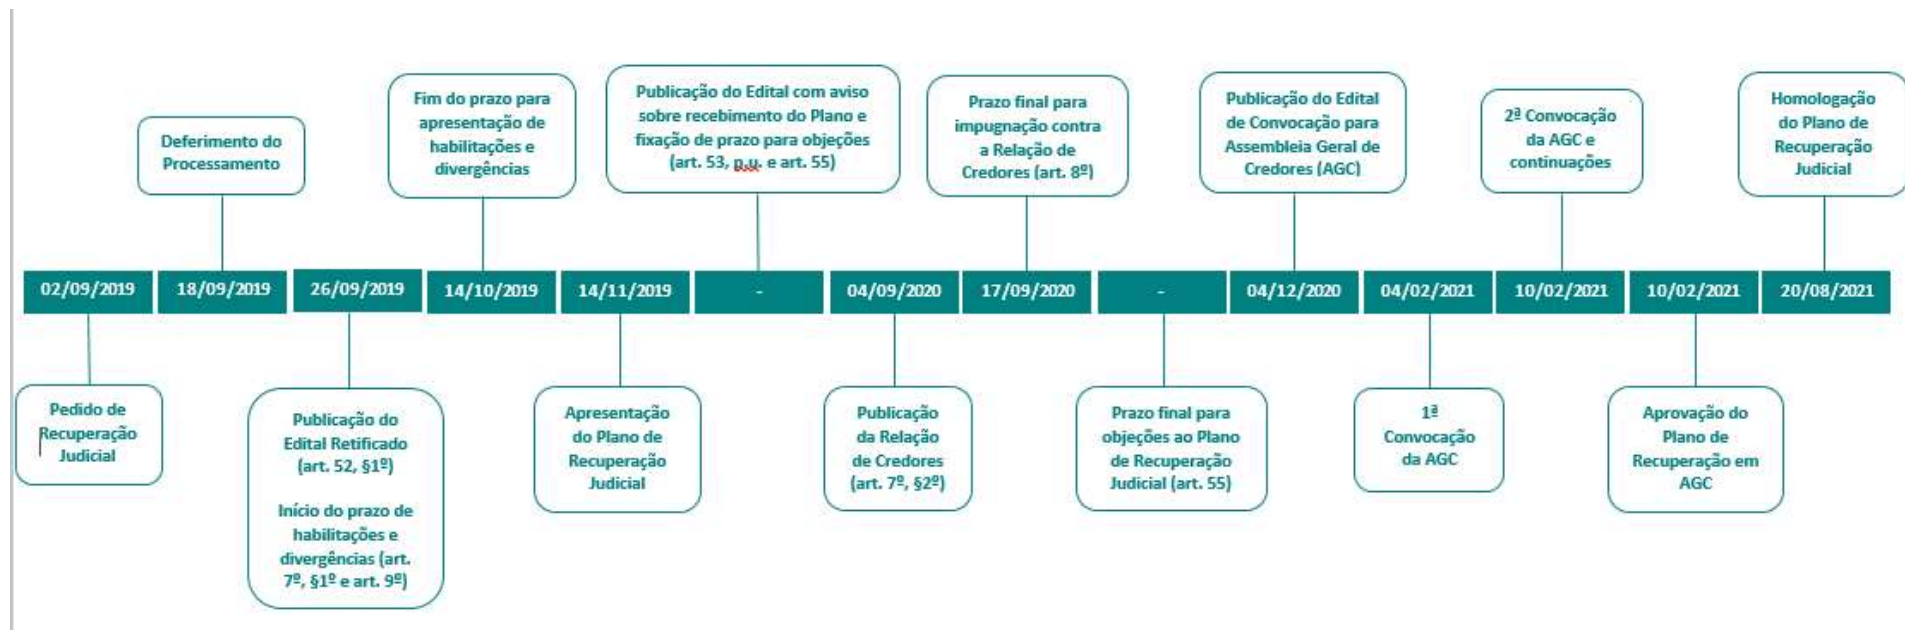 Deferimento do
Processamento
Fim do prazo para
apresentação de
habilitações e
divergências
Publicação do Edital com aviso
sobre recebimento do Plano e
fixação de prazo para objeções
(art. 53, p.u. e art. 55)
Prazo final para
impugnação contra
a Relação de
Credores (art. 8º)
Publicação do Edital
de Convocação para
Assembleia Geral de
Credores (AGC)
2ª Convocação
da AGC e
continuações
Homologação
do Plano de
Recuperação
Judicial
02/09/2019
18/09/2019
26/09/2019
14/10/2019
14/11/2019
-
04/09/2020
17/09/2020
-
04/12/2020
04/02/2021
10/02/2021
10/02/2021
20/08/2021
Pedido de
Recuperação
Judicial
Publicação do
Edital Retificado
(art. 52, §1º)
Início do prazo de
habilitações e
divergências (art.
7º, §1º e art. 9º)
Apresentação
do Plano de
Recuperação
Judicial
Publicação
da Relação
de Credores
(art. 7º, §2º)
Prazo final para
objeções ao Plano
de Recuperação
Judicial (art. 55)
1ª
Convocação
da AGC
Aprovação do
Plano de
Recuperação em
AGC